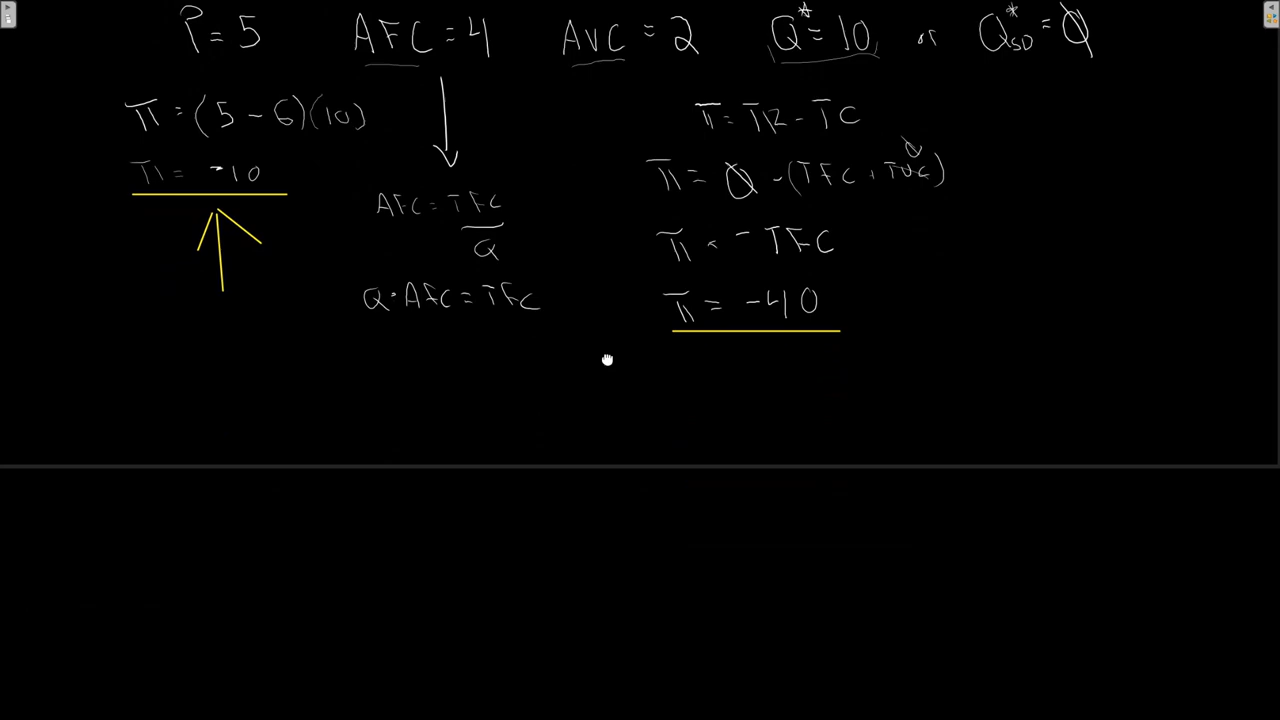 P = 5 AFC = 4 AVC = 2 Q* = 10 or Q*SD = 0
π = (5 - 6)(10)
π = -10
AFC = TFC
Q
Q · AFC = TFC
π = TR - TC
π = 0 - (TFC + TVC) 0
π = - TFC
π = -40